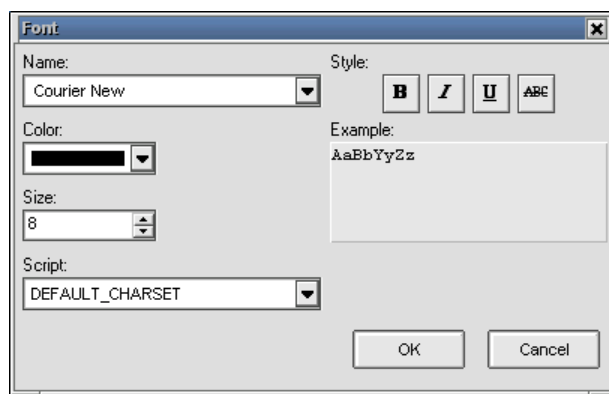 Font
Name:
Courier New
Style:
B I U ABC
Color:
Example:
AaBbYyZz
Size:
8
Script:
DEFAULT_CHARSET
OK Cancel